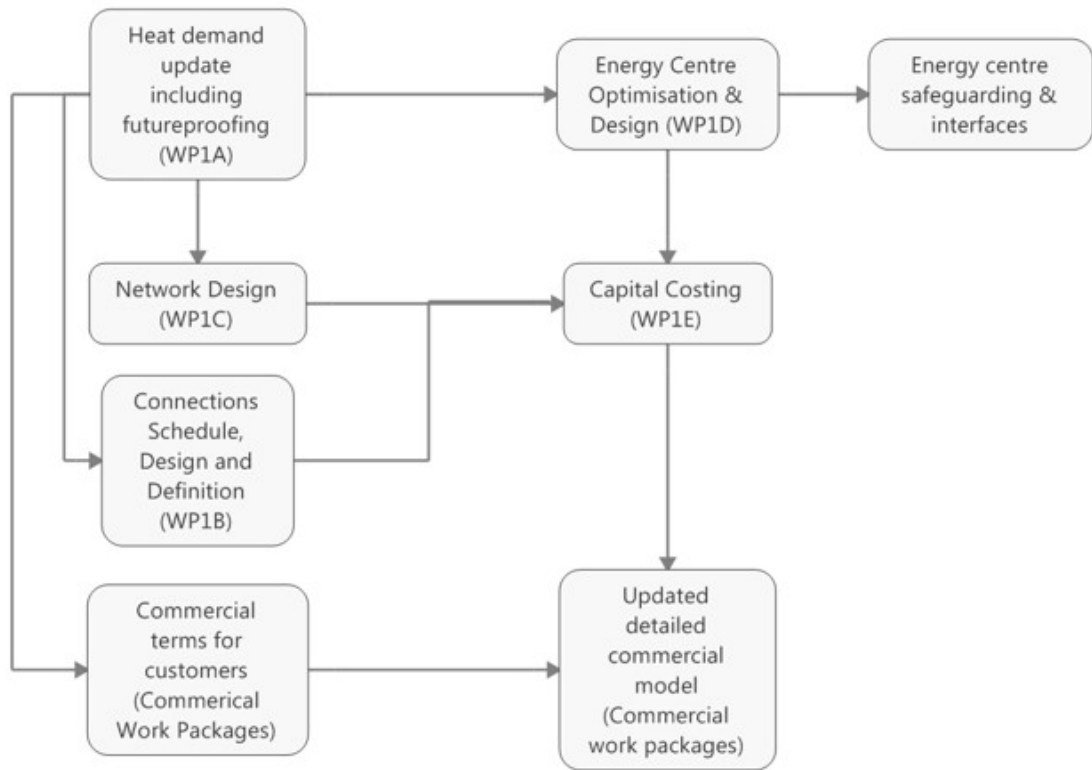 Heat demand
update
including
futureproofing
(WP1A)
Energy Centre
Optimisation &
Design (WP1D)
Energy centre
safeguarding &
interfaces
Network Design
(WP1C)
Capital Costing
(WP1E)
Connections
Schedule,
Design and
Definition
(WP1B)
Commercial
terms for
customers
(Commerical
Work Packages)
Updated
detailed
commercial
model
(Commercial
work packages)